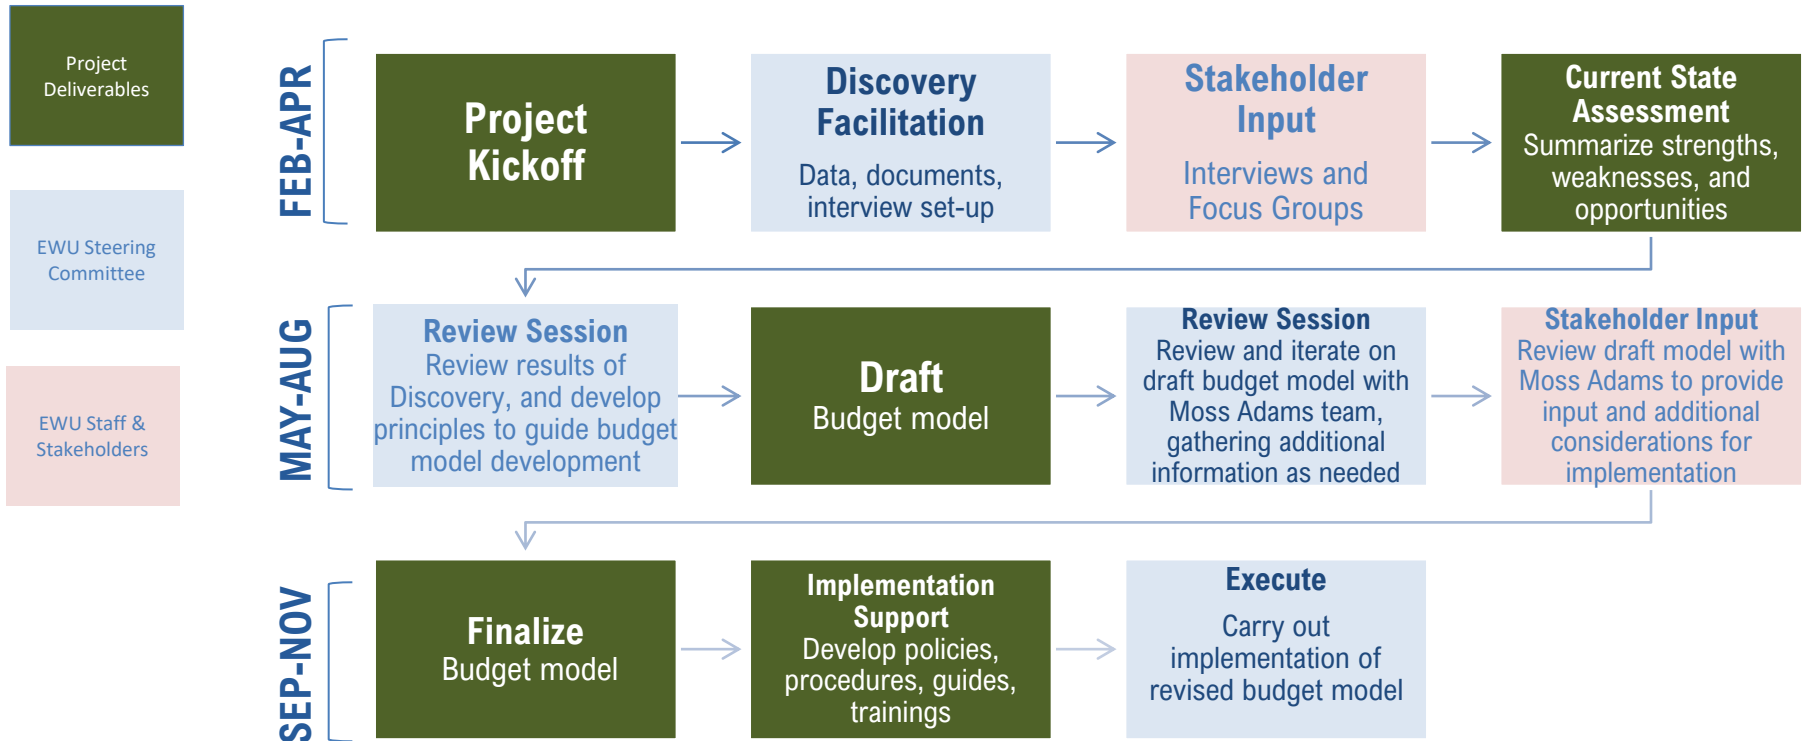 Project
Deliverables
EWU Steering
Committee
EWU Staff &
Stakeholders
FEB-APR
Project
Kickoff
Discovery
Facilitation
Data, documents,
interview set-up
Stakeholder
Input
Interviews and
Focus Groups
Current State
Assessment
Summarize strengths,
weaknesses, and
opportunities
MAY-AUG
Review Session
Review results of
Discovery, and develop
principles to guide budget
model development
Draft
Budget model
Review Session
Review and iterate on
draft budget model with
Moss Adams team,
gathering additional
information as needed
Stakeholder Input
Review draft model with
Moss Adams to provide
input and additional
considerations for
implementation
SEP-NOV
Finalize
Budget model
Implementation
Support
Develop policies,
procedures, guides,
trainings
Execute
Carry out
implementation of
revised budget model